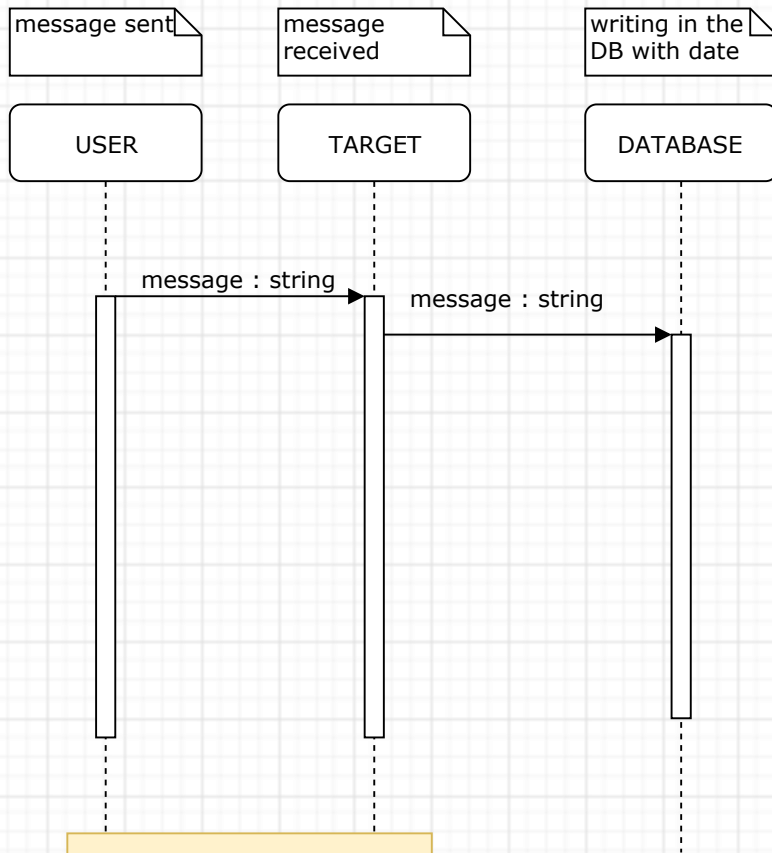 message sent
message
received
writing in the
DB with date
USER
TARGET
DATABASE
message : string
message : string